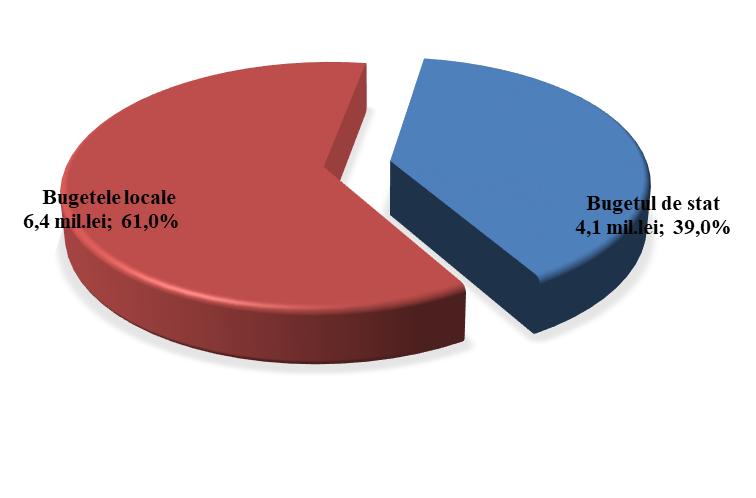 Bugetele locale
6,4 mil.lei; 61,0%
Bugetul de stat
4,1 mil.lei; 39,0%